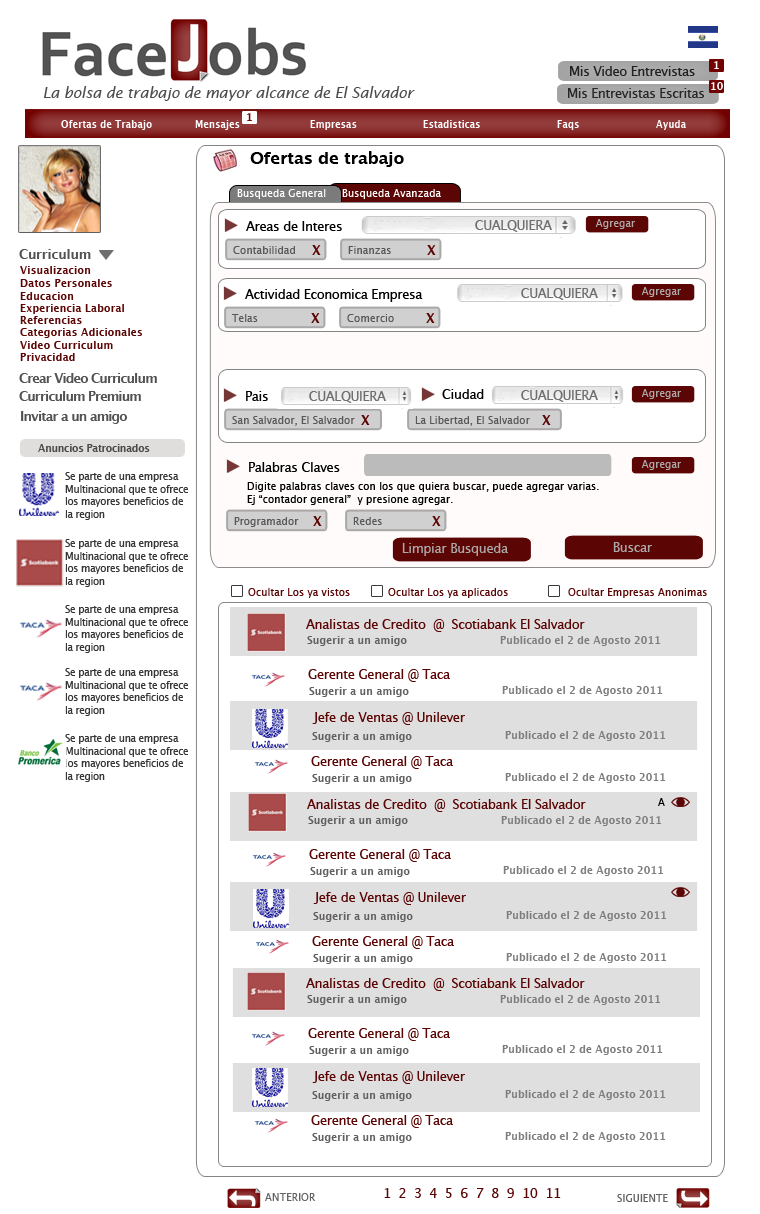 FaceJobs
La bolsa de trabajo de mayor alcance de El Salvador
Mis Video Entrevistas 1
Mis Entrevistas Escritas 10
Ofertas de Trabajo Mensajes 1 Empresas Estadisticas Faqs Ayuda
Curriculum
Visualizacion
Datos Personales
Educacion
Experiencia Laboral
Referencias
Categorias Adicionales
Video Curriculum
Privacidad
Crear Video Curriculum
Curriculum Premium
Invitar a un amigo
Anuncios Patrocinados
Unilever
Se parte de una empresa
Multinacional que te ofrece
los mayores beneficios de
la region
Scotiabank
Se parte de una empresa
Multinacional que te ofrece
los mayores beneficios de
la region
TACA
Se parte de una empresa
Multinacional que te ofrece
los mayores beneficios de
la region
TACA
Se parte de una empresa
Multinacional que te ofrece
los mayores beneficios de
la region
Banco
Promerica
Se parte de una empresa
Multinacional que te ofrece
los mayores beneficios de
la region
Ofertas de trabajo
Busqueda General Busqueda Avanzada
Areas de Interes CUALQUIERA Agregar
Contabilidad X Finanzas X
Actividad Economica Empresa CUALQUIERA Agregar
Telas X Comercio X
Pais CUALQUIERA Ciudad CUALQUIERA Agregar
San Salvador, El Salvador X La Libertad, El Salvador X
Palabras Claves Agregar
Digite palabras claves con los que quiera buscar, puede agregar varias.
Ej “contador general” y presione agregar.
Programador X Redes X
Limpiar Busqueda Buscar
Ocultar Los ya vistos Ocultar Los ya aplicados Ocultar Empresas Anonimas
Scotiabank Analistas de Credito @ Scotiabank El Salvador
Sugerir a un amigo Publicado el 2 de Agosto 2011
TACA Gerente General @ Taca
Sugerir a un amigo Publicado el 2 de Agosto 2011
Unilever Jefe de Ventas @ Unilever
Sugerir a un amigo Publicado el 2 de Agosto 2011
TACA Gerente General @ Taca
Sugerir a un amigo Publicado el 2 de Agosto 2011
Scotiabank Analistas de Credito @ Scotiabank El Salvador A
Sugerir a un amigo Publicado el 2 de Agosto 2011
TACA Gerente General @ Taca
Sugerir a un amigo Publicado el 2 de Agosto 2011
Unilever Jefe de Ventas @ Unilever
Sugerir a un amigo Publicado el 2 de Agosto 2011
TACA Gerente General @ Taca
Sugerir a un amigo Publicado el 2 de Agosto 2011
Scotiabank Analistas de Credito @ Scotiabank El Salvador
Sugerir a un amigo Publicado el 2 de Agosto 2011
TACA Gerente General @ Taca
Sugerir a un amigo Publicado el 2 de Agosto 2011
Unilever Jefe de Ventas @ Unilever
Sugerir a un amigo Publicado el 2 de Agosto 2011
TACA Gerente General @ Taca
Sugerir a un amigo Publicado el 2 de Agosto 2011
ANTERIOR 1 2 3 4 5 6 7 8 9 10 11 SIGUIENTE